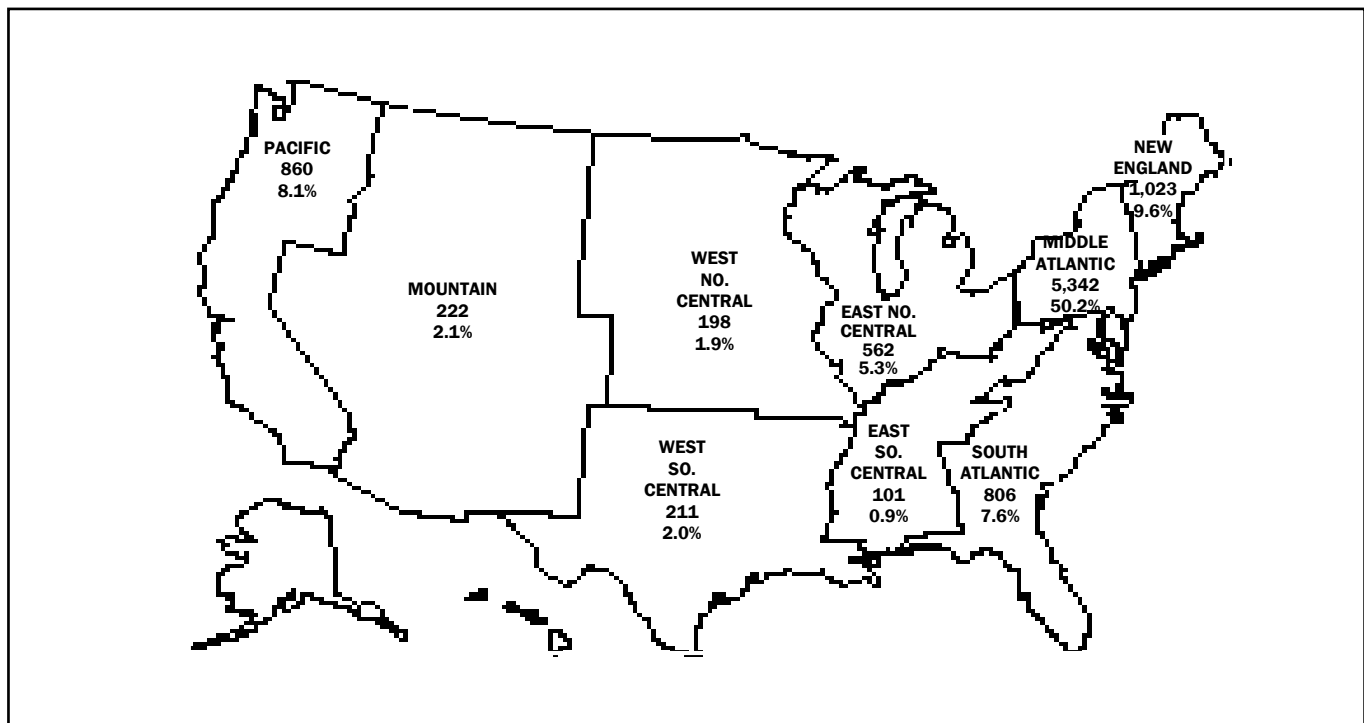 PACIFIC
860
8.1%
MOUNTAIN
222
2.1%
WEST
NO.
CENTRAL
198
1.9%
EAST NO.
CENTRAL
562
5.3%
NEW
ENGLAND
1,023
9.6%
MIDDLE
ATLANTIC
5,342
50.2%
WEST
SO.
CENTRAL
211
2.0%
EAST
SO.
CENTRAL
101
0.9%
SOUTH
ATLANTIC
806
7.6%